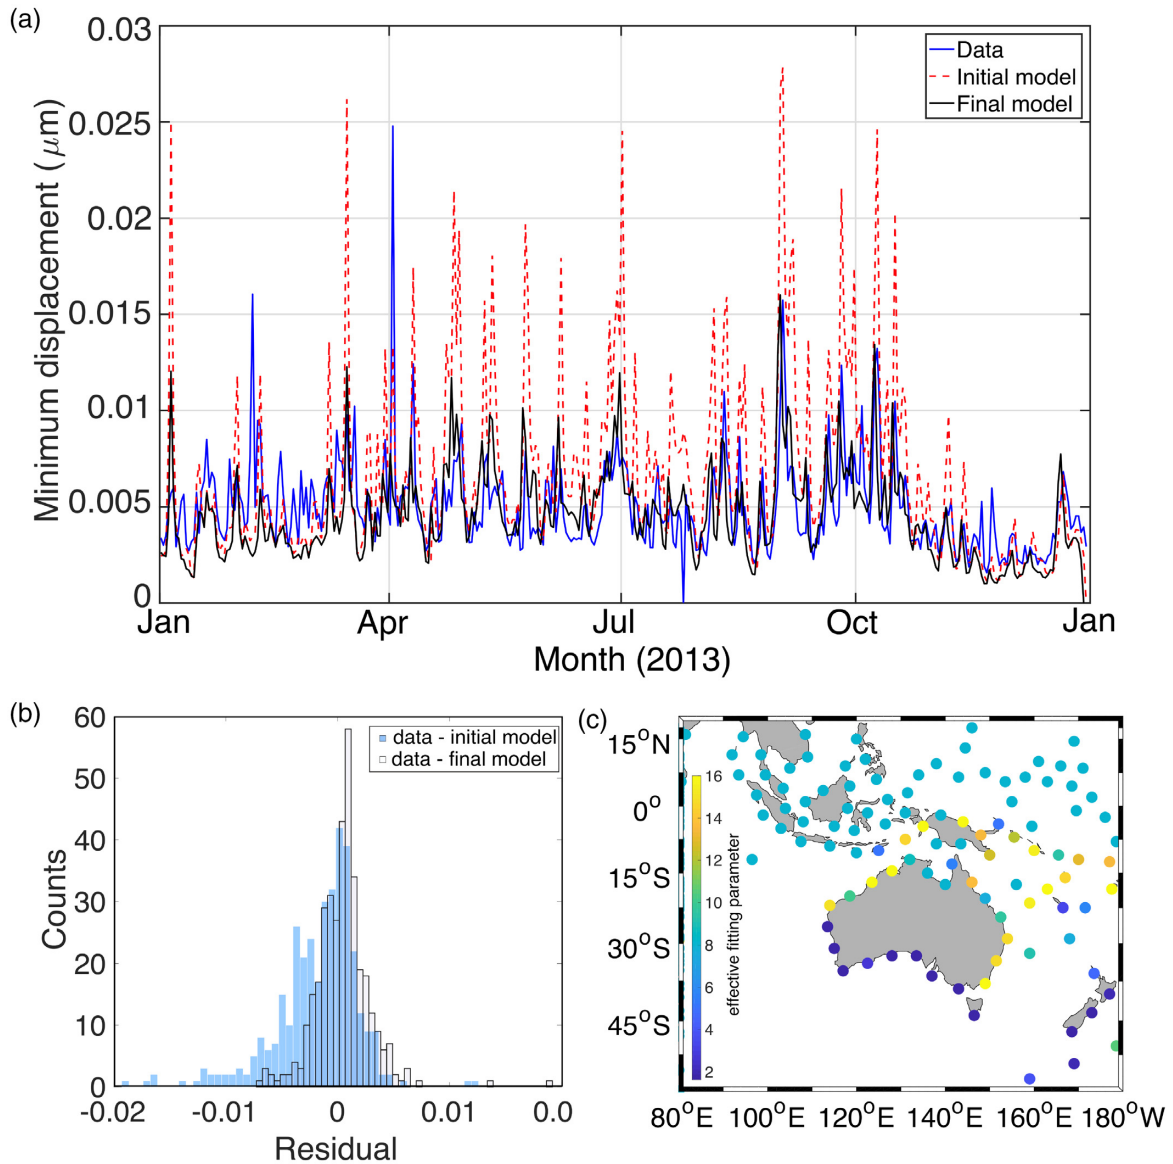 (a)
0.03
0.025
0.02
0.015
0.01
0.005
0
Minimum displacement (μm)
Data
Initial model
Final model
Jan
Apr
Jul
Oct
Jan
Month (2013)
(b)
60
50
40
30
20
10
0
Counts
data - initial model
data - final model
-0.02
-0.01
0
0.01
0.0
Residual
(c)
15°N
0°
15°S
30°S
45°S
16
14
12
10
8
6
4
2
effective fitting parameter
80°E
100°E
120°E
140°E
160°E
180°W